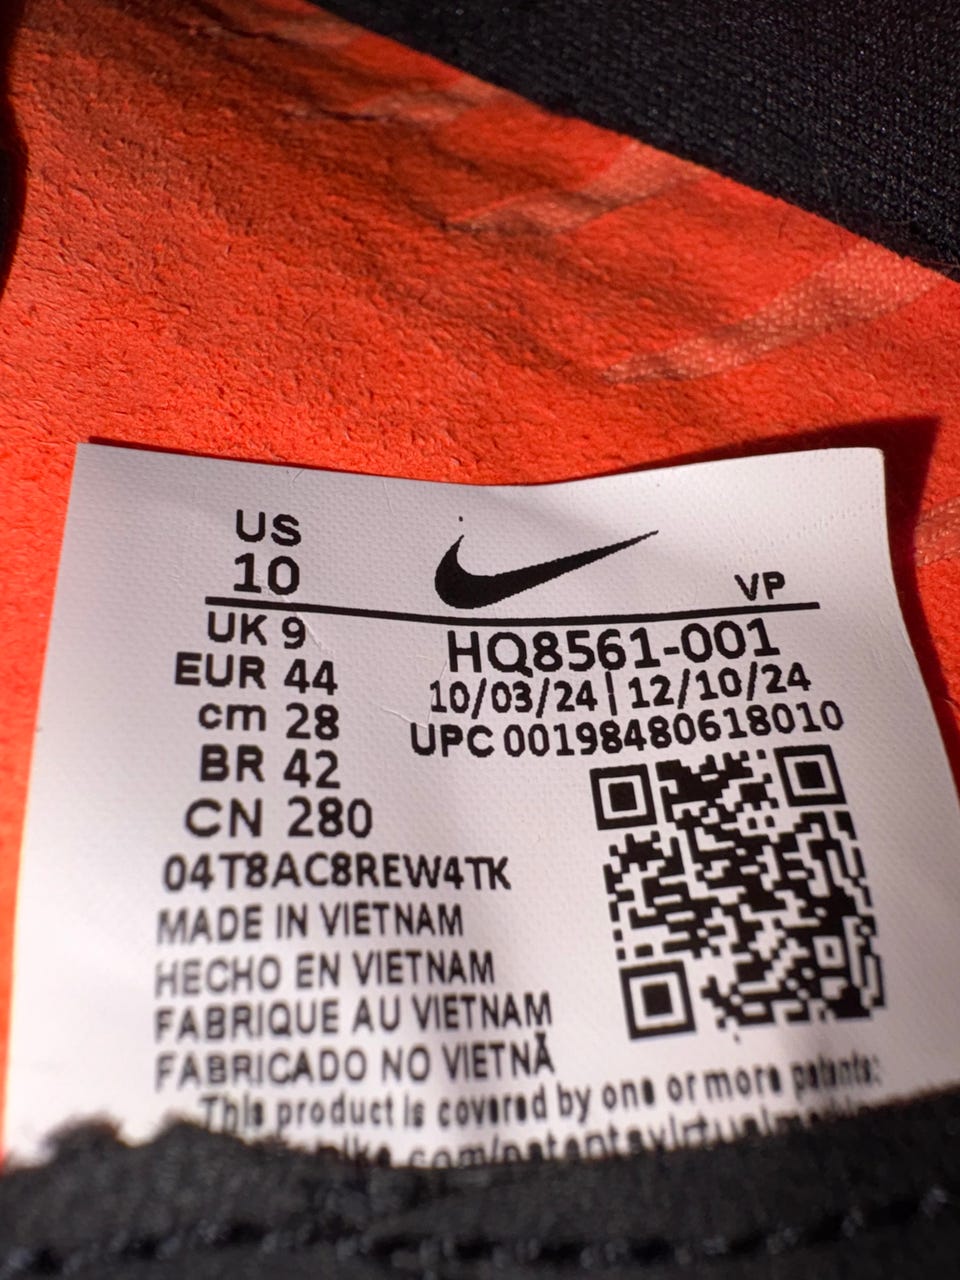 US
10
VP
UK 9
EUR 44
cm 28
BR 42
CN 280
HQ8561-001
10/03/24|12/10/24
UPC 00198480618010
04T8AC8REW4TK
MADE IN VIETNAM
HECHO EN VIETNAM
FABRIQUE AU VIETNAM
FABRICADO NO VIETNÃ
This product is covered by one or more patents: